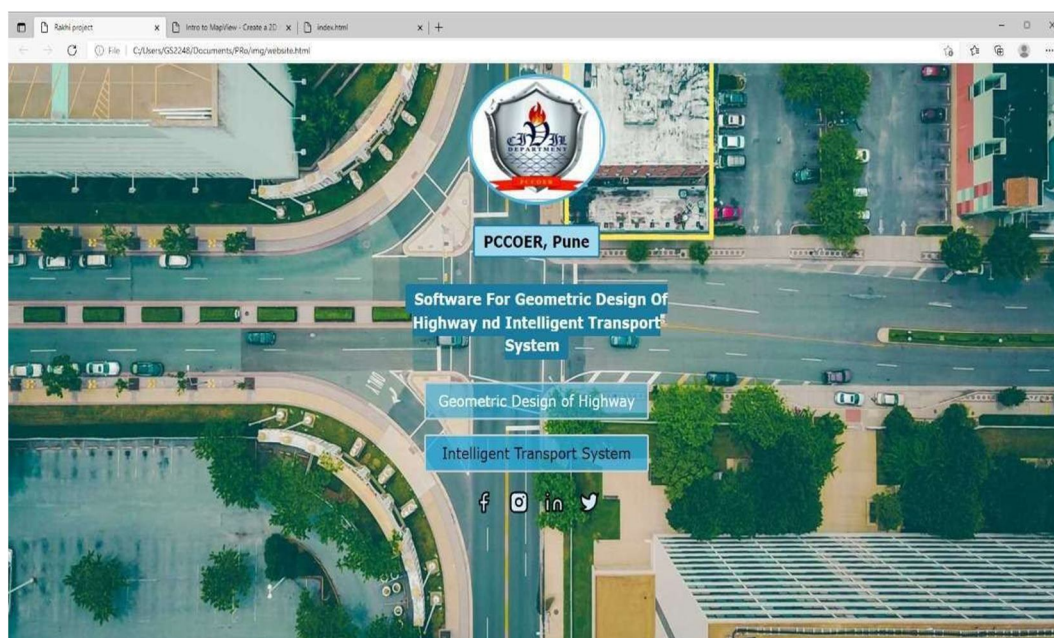 Rakhi project
Intro to MapView - Create a 2D
index.html
File
C:/Users/GS2248/Documents/PRo/img/website.html
CIVIL
DEPARTMENT
PCCOER
PCCOER, Pune
Software For Geometric Design Of
Highway nd Intelligent Transport
System
Geometric Design of Highway
Intelligent Transport System